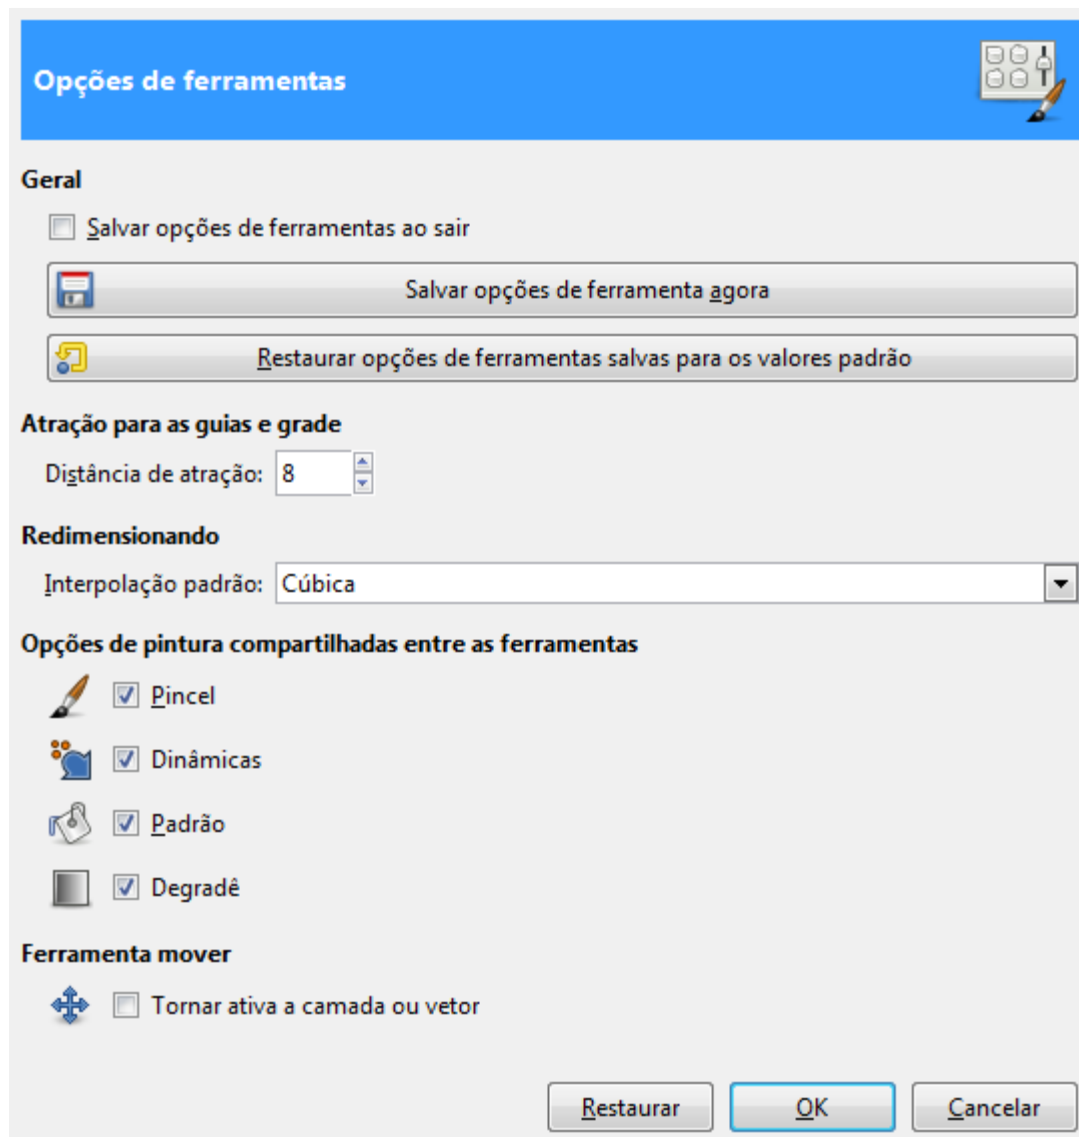 Opções de ferramentas
Geral
Salvar opções de ferramentas ao sair
Salvar opções de ferramenta agora
Restaurar opções de ferramentas salvas para os valores padrão
Atração para as guias e grade
Distância de atração: 8
Redimensionando
Interpolação padrão: Cúbica
Opções de pintura compartilhadas entre as ferramentas
Pincel
Dinâmicas
Padrão
Degradê
Ferramenta mover
Tornar ativa a camada ou vetor
Restaurar OK Cancelar